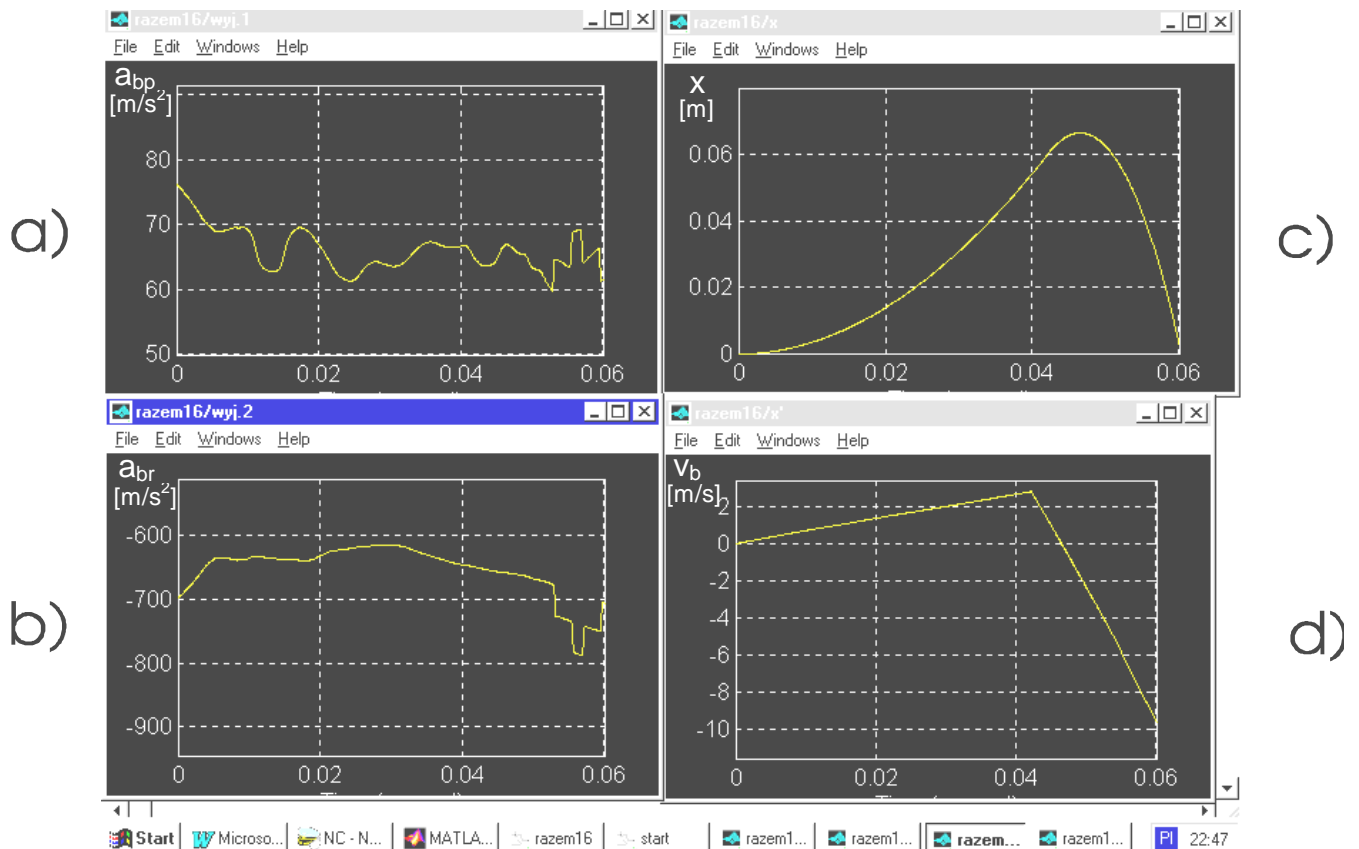 razem16/wyj.1
File Edit Windows Help
a_bp
[m/s²]
80
70
60
50
0 0.02 0.04 0.06
a)
razem16/x
File Edit Windows Help
x
[m]
0.06
0.04
0.02
0
0 0.02 0.04 0.06
c)
razem16/wyj.2
File Edit Windows Help
a_br
[m/s²]
-600
-700
-800
-900
0 0.02 0.04 0.06
b)
razem16/x'
File Edit Windows Help
v_b
[m/s]
2
0
-2
-4
-6
-8
-10
0 0.02 0.04 0.06
d)
Start Microso... NC - N... MATLA... razem16 start razem1... razem1... razem... razem1... Pl 22:47